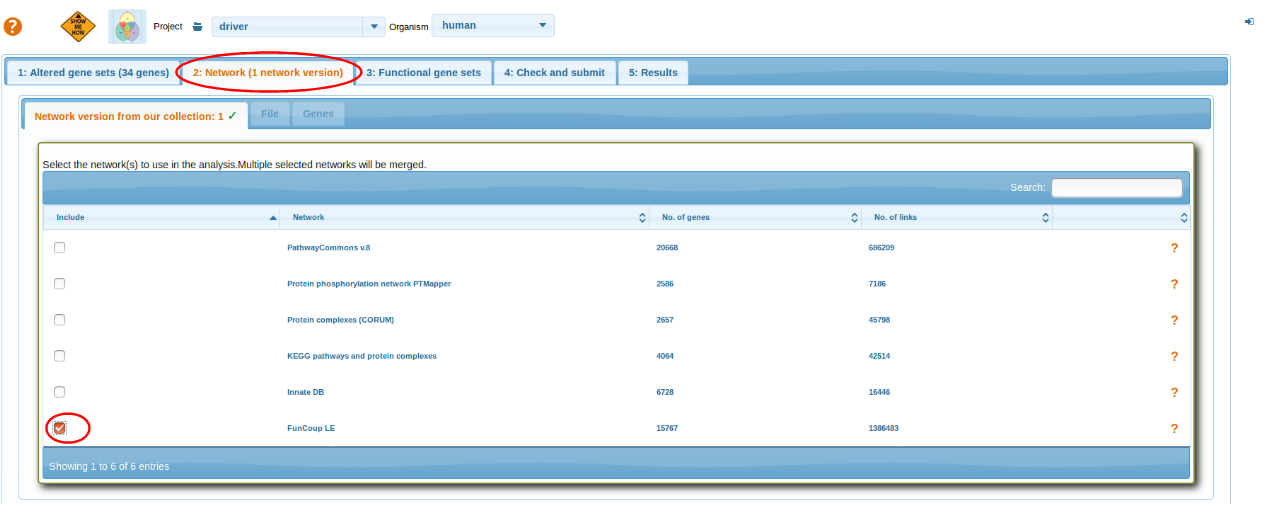 ?
SHOW
ME
HOW
Project driver Organism human
1: Altered gene sets (34 genes) 2: Network (1 network version) 3: Functional gene sets 4: Check and submit 5: Results
Network version from our collection: 1 ✓ File Genes
Select the network(s) to use in the analysis.Multiple selected networks will be merged.
Search:
Include Network No. of genes No. of links
PathwayCommons v.8 20668 686209 ?
Protein phosphorylation network PTMapper 2586 7186 ?
Protein complexes (CORUM) 2657 45798 ?
KEGG pathways and protein complexes 4064 42514 ?
Innate DB 6728 16446 ?
FunCoup LE 15767 1386483 ?
Showing 1 to 6 of 6 entries